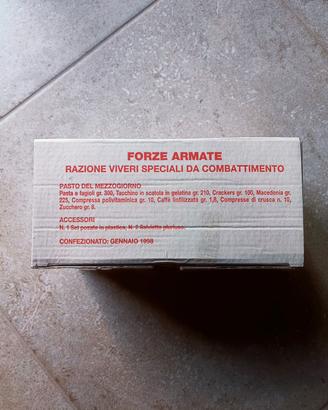 FORZE ARMATE
RAZIONE VIVERI SPECIALI DA COMBATTIMENTO
PASTO DEL MEZZOGIORNO
Pasta e fagioli gr. 300, Tacchino in scatola in gelatina gr. 210, Crackers gr. 100, Macedonia gr.
225, Compressa polivitaminica gr. 10, Caffè liofilizzato gr. 1,8, Compresse di crusca n. 10,
Zucchero gr. 8.
ACCESSORI
N. 1 Set posate in plastica, N. 2 Salviette pluriuso.
CONFEZIONATO: GENNAIO 1998